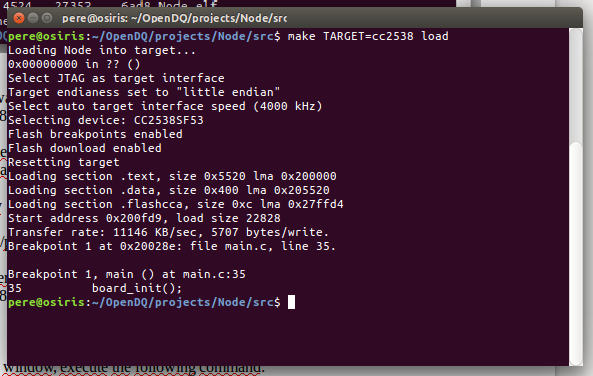 4524 27352 6ad8 Node.elf
pere@osiris: ~/OpenDQ/projects/Node/src
pere@osiris:~/OpenDQ/projects/Node/src$ make TARGET=cc2538 load
Loading Node into target...
0x00000000 in ?? ()
Select JTAG as target interface
Target endianess set to "little endian"
Select auto target interface speed (4000 kHz)
Selecting device: CC2538SF53
Flash breakpoints enabled
Flash download enabled
Resetting target
Loading section .text, size 0x5520 lma 0x200000
Loading section .data, size 0x400 lma 0x205520
Loading section .flashcca, size 0xc lma 0x27ffd4
Start address 0x200fd9, load size 22828
Transfer rate: 11146 KB/sec, 5707 bytes/write.
Breakpoint 1 at 0x20028e: file main.c, line 35.
Breakpoint 1, main () at main.c:35
35 board_init();
pere@osiris:~/OpenDQ/projects/Node/src$
window, execute the following command.